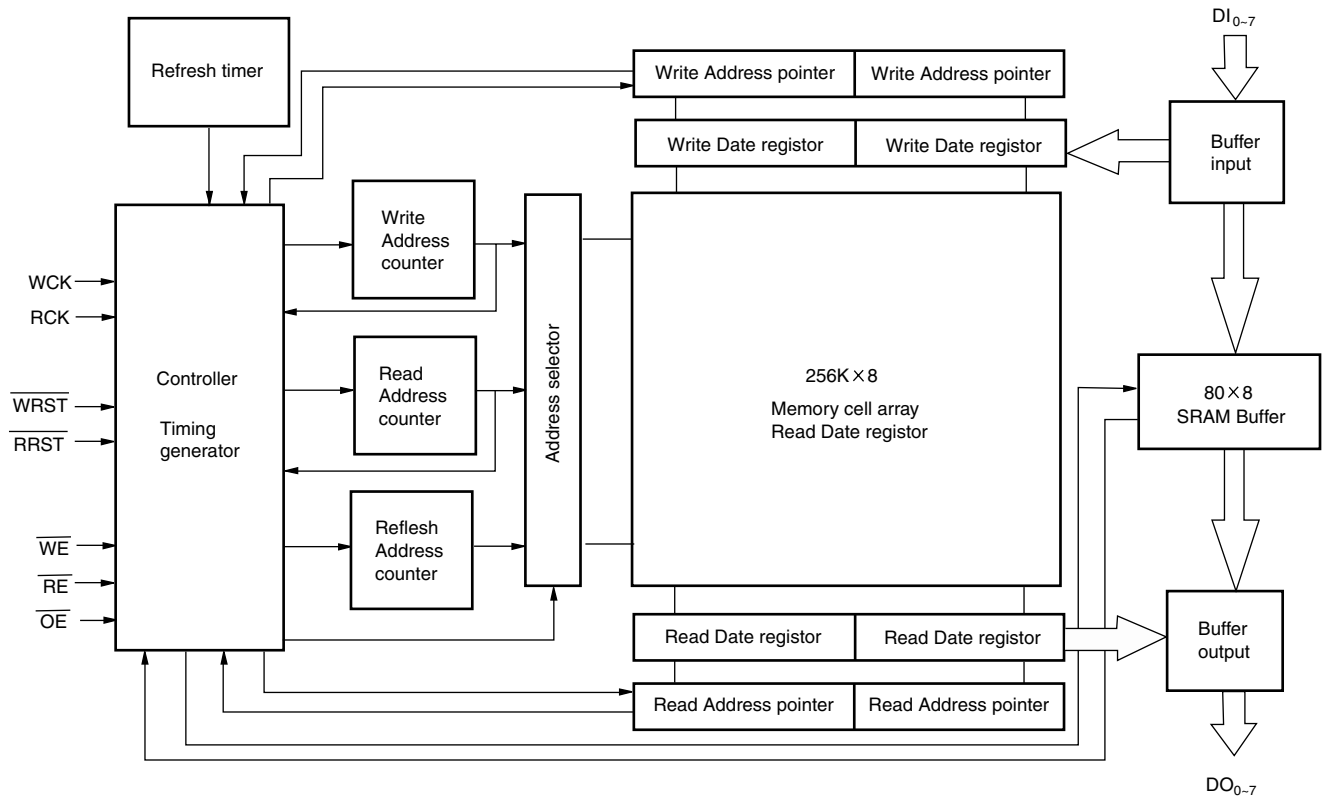 DI0~7
Refresh timer
Write Address pointer
Write Address pointer
Write Date registor
Write Date registor
Buffer
input
Write
Address
counter
WCK
RCK
WRST
RRST
WE
RE
OE
Controller
Timing
generator
Read
Address
counter
Reflesh
Address
counter
Address selector
256K×8
Memory cell array
Read Date registor
80×8
SRAM Buffer
Read Date registor
Read Date registor
Read Address pointer
Read Address pointer
Buffer
output
DO0~7